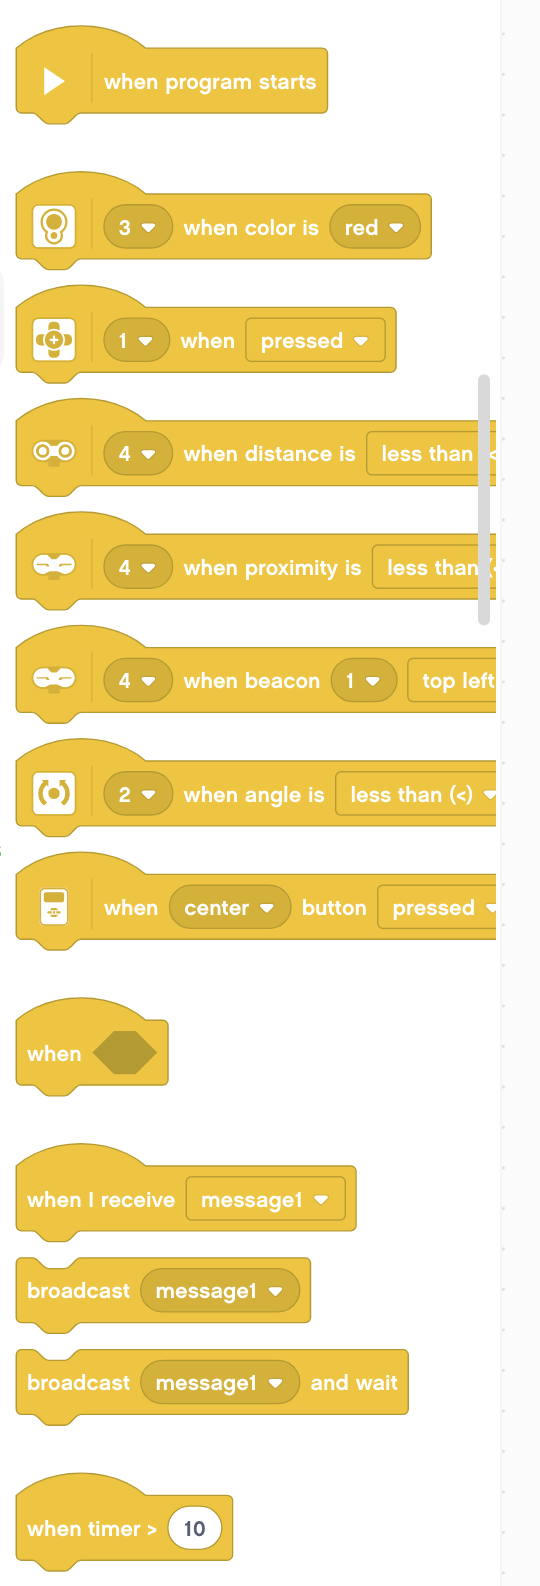 when program starts
3 when color is red
1 when pressed
4 when distance is less than
4 when proximity is less than
4 when beacon 1 top left
2 when angle is less than (<)
when center button pressed
when
when I receive message1
broadcast message1
broadcast message1 and wait
when timer > 10